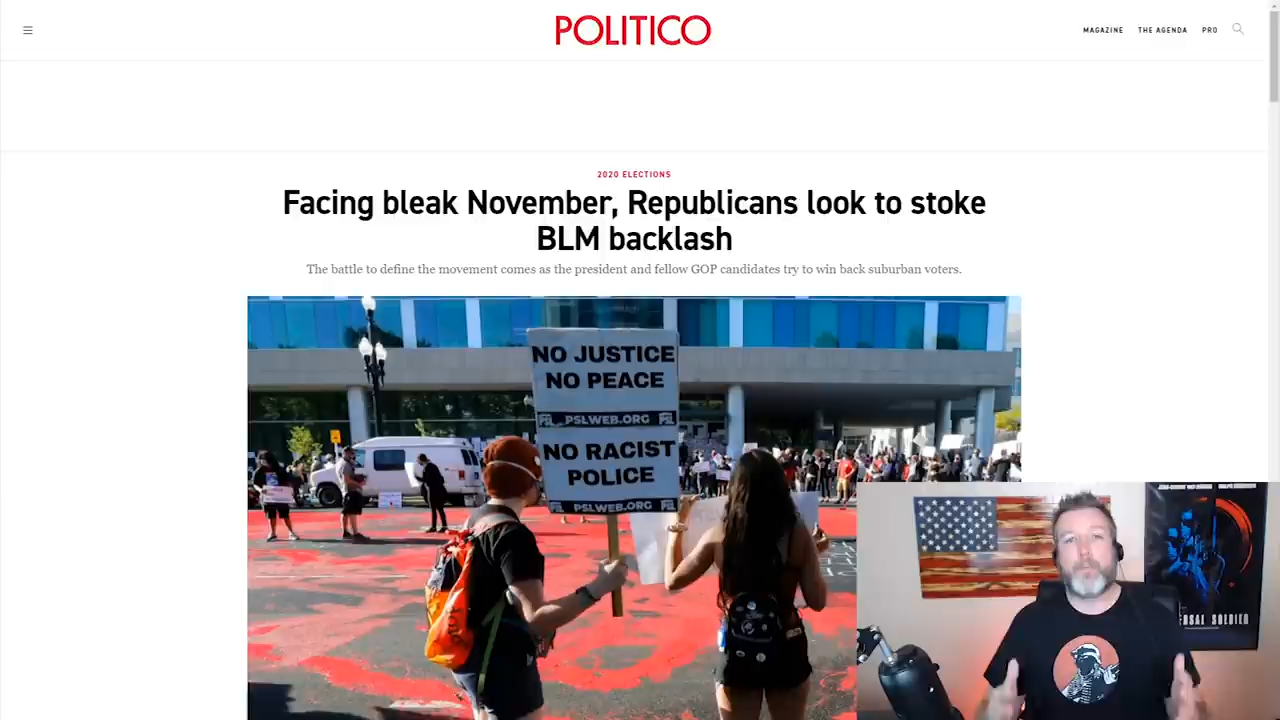 POLITICO
MAGAZINE THE AGENDA PRO
2020 ELECTIONS
Facing bleak November, Republicans look to stoke
BLM backlash
The battle to define the movement comes as the president and fellow GOP candidates try to win back suburban voters.
NO JUSTICE
NO PEACE
PSLWEB.ORG
NO RACIST
POLICE
PSLWEB.ORG
RSAL SOLDIER